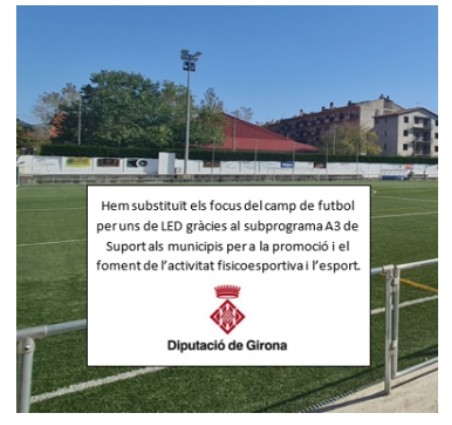 Hem substituït els focus del camp de futbol
per uns de LED gràcies al subprograma A3 de
Suport als municipis per a la promoció i el
foment de l'activitat fisicoesportiva i l'esport.
Diputació de Girona